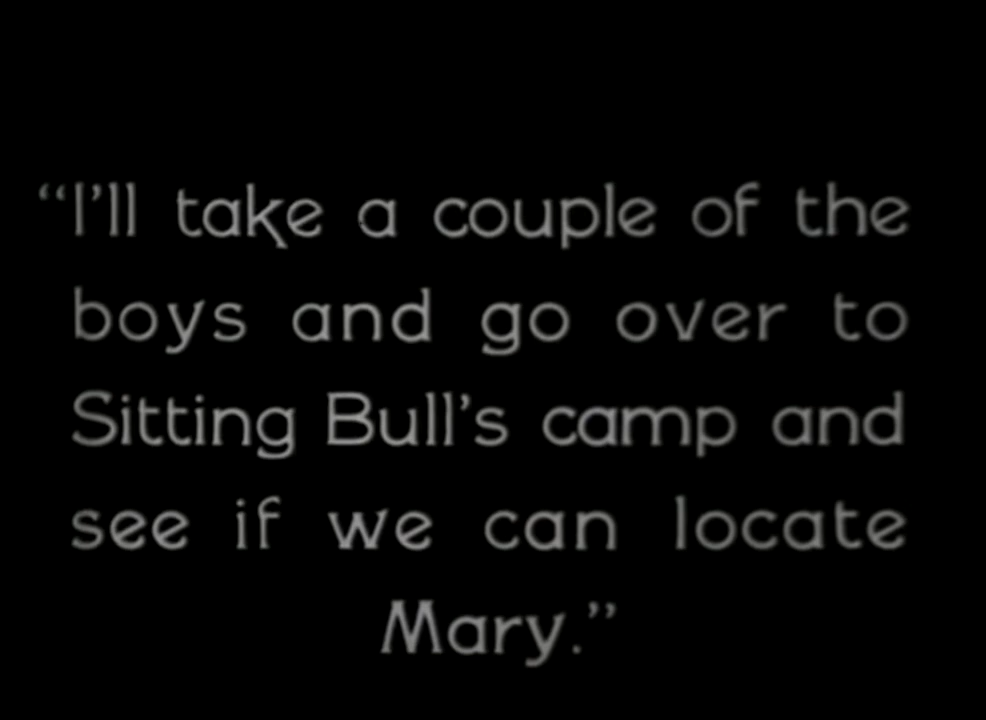 “I’ll take a couple of the
boys and go over to
Sitting Bull’s camp and
see if we can locate
Mary.”